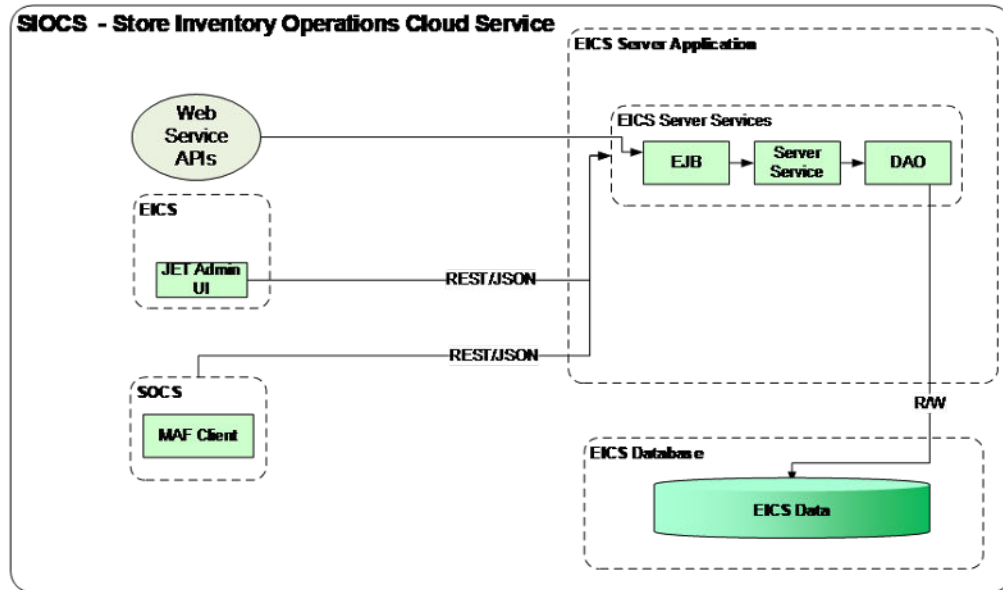 SIOCS - Store Inventory Operations Cloud Service
EICS Server Application
Web
Service
APIs
EICS Server Services
EJB
Server
Service
DAO
EICS
JET Admin
UI
REST/JSON
REST/JSON
SOCS
MAF Client
R/W
EICS Database
EICS Data